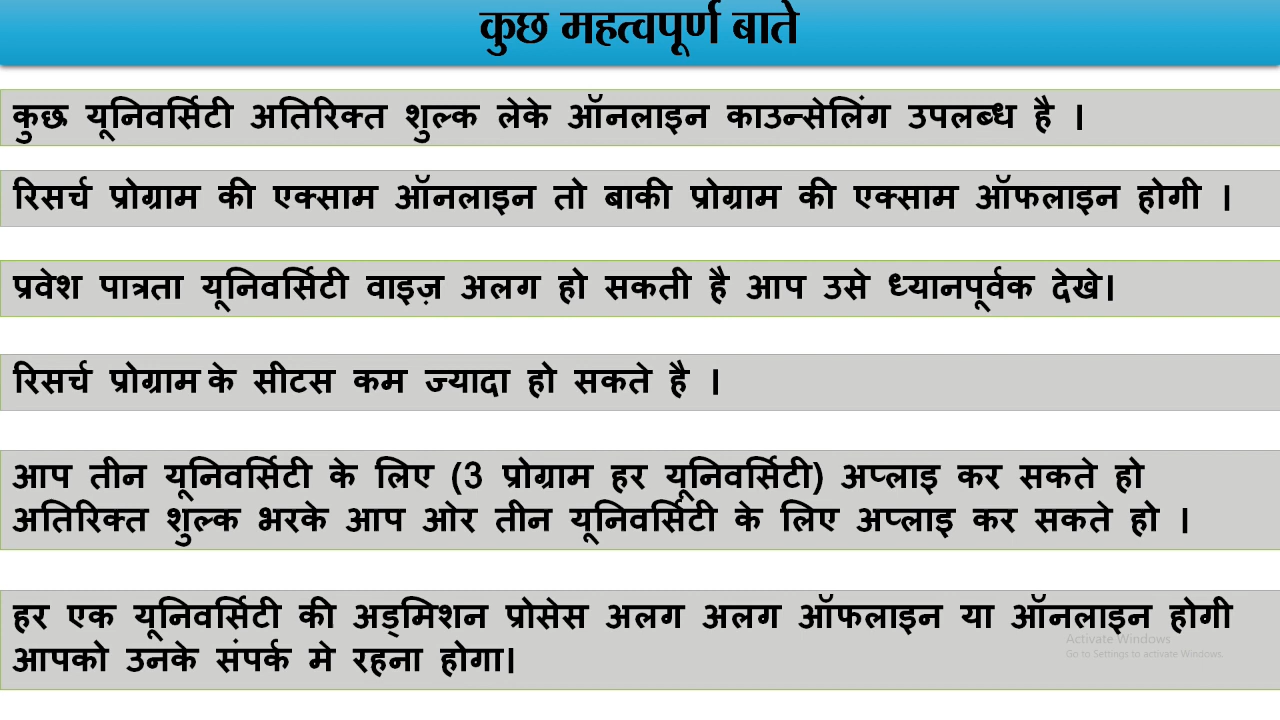 कुछ महत्वपूर्ण बाते
कुछ यूनिवर्सिटी अतिरिक्त शुल्क लेके ऑनलाइन काउन्सेलिंग उपलब्ध है ।
रिसर्च प्रोग्राम की एक्साम ऑनलाइन तो बाकी प्रोग्राम की एक्साम ऑफलाइन होगी ।
प्रवेश पात्रता यूनिवर्सिटी वाइज़ अलग हो सकती है आप उसे ध्यानपूर्वक देखे।
रिसर्च प्रोग्राम के सीटस कम ज्यादा हो सकते है ।
आप तीन यूनिवर्सिटी के लिए (3 प्रोग्राम हर यूनिवर्सिटी) अप्लाइ कर सकते हो
अतिरिक्त शुल्क भरके आप ओर तीन यूनिवर्सिटी के लिए अप्लाइ कर सकते हो ।
हर एक यूनिवर्सिटी की अड्मिशन प्रोसेस अलग अलग ऑफलाइन या ऑनलाइन होगी
आपको उनके संपर्क मे रहना होगा।
Activate Windows
Go to Settings to activate Windows.